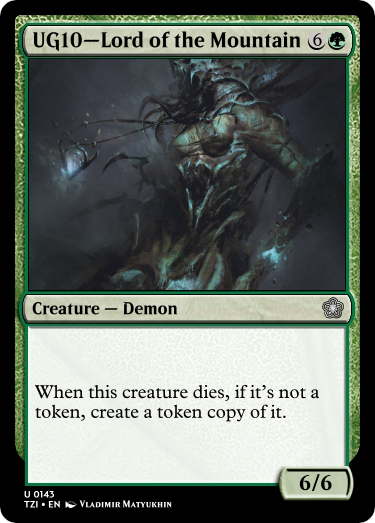 UG10—Lord of the Mountain 6
Creature — Demon
When this creature dies, if it's not a
token, create a token copy of it.
6/6
U 0143
TZI • EN Vladimir Matyukhin